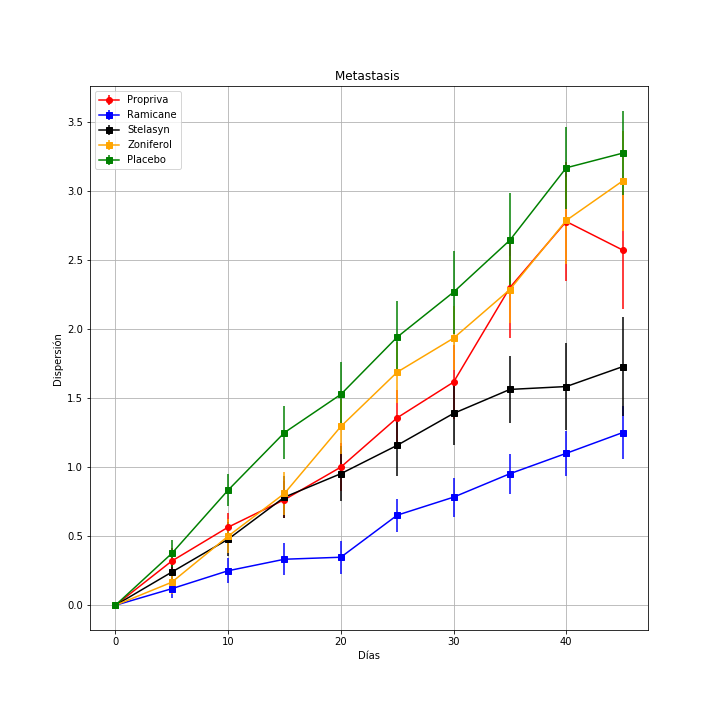 Metastasis
Propriva
Ramicane
Stelasyn
Zoniferol
Placebo
Dispersión
3.5
3.0
2.5
2.0
1.5
1.0
0.5
0.0
0
10
20
30
40
Días